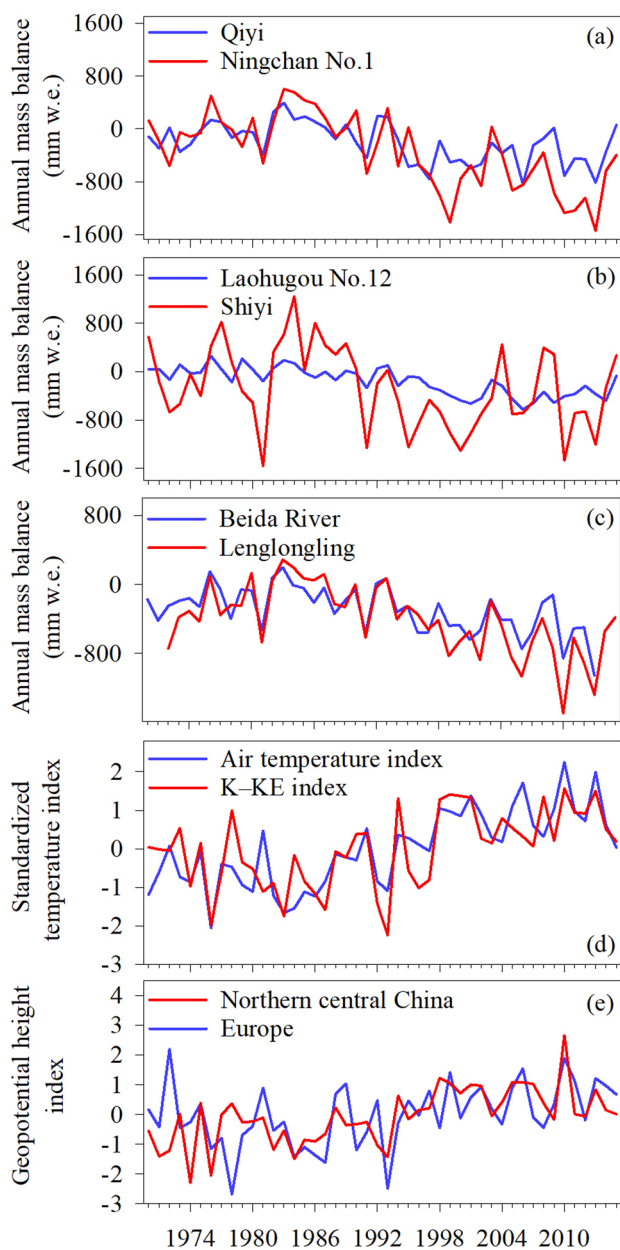 Annual mass balance
(mm w.e.)
1600
800
0
-800
-1600
Qiyi
Ningchan No.1
(a)
Annual mass balance
(mm w.e.)
1600
800
0
-800
-1600
Laohugou No.12
Shiyi
(b)
Annual mass balance
(mm w.e.)
800
0
-800
Beida River
Lenglongling
(c)
Standardized
temperature index
2
1
0
-1
-2
-3
Air temperature index
K–KE index
(d)
Geopotential height
index
4
3
2
1
0
-1
-2
-3
Northern central China
Europe
(e)
1974 1980 1986 1992 1998 2004 2010